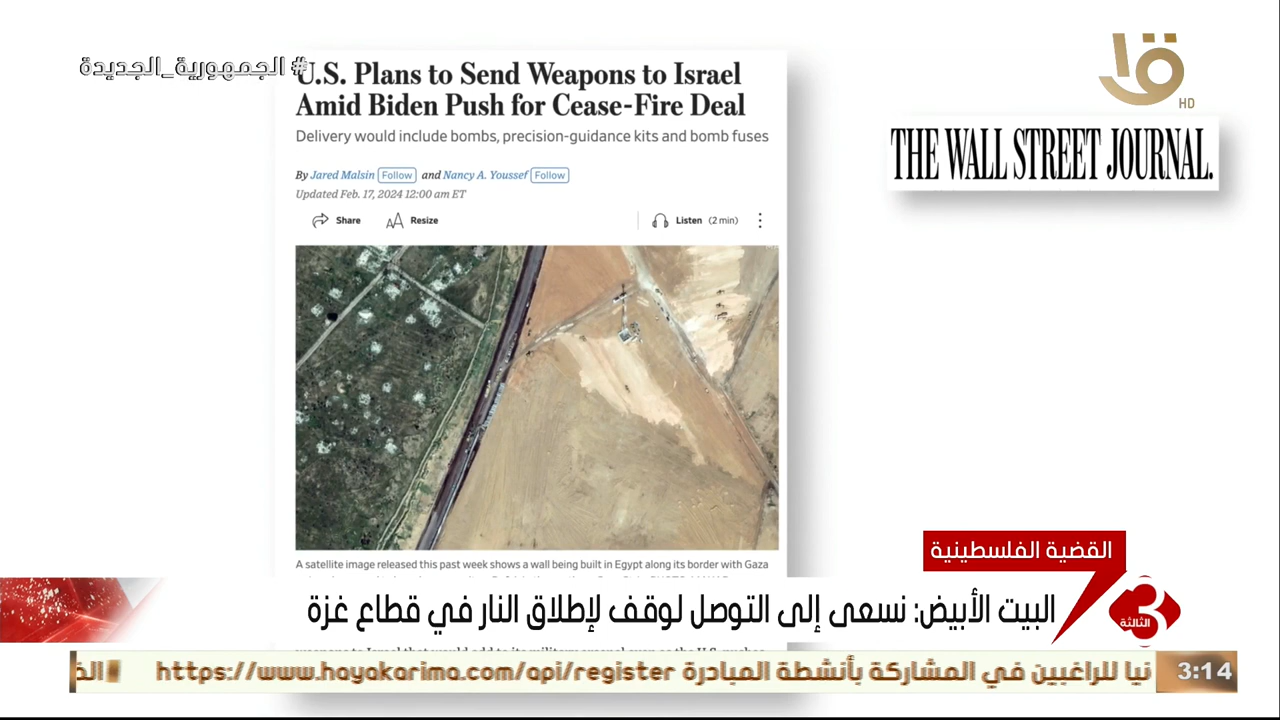 #الجمهورية_الجديدة
U.S. Plans to Send Weapons to Israel
Amid Biden Push for Cease-Fire Deal
Delivery would include bombs, precision-guidance kits and bomb fuses
By Jared Malsin Follow and Nancy A. Youssef Follow
Updated Feb. 17, 2024 12:00 am ET
Share Resize Listen (2 min)
A satellite image released this past week shows a wall being built in Egypt along its border with Gaza
HD
THE WALL STREET JOURNAL.
القضية الفلسطينية
البيت الأبيض: نسعى إلى التوصل لوقف لإطلاق النار في قطاع غزة
3 الثالثة
نيا للراغبين في المشاركة بأنشطة المبادرة https://www.hayakarima.com/api/register
3:14